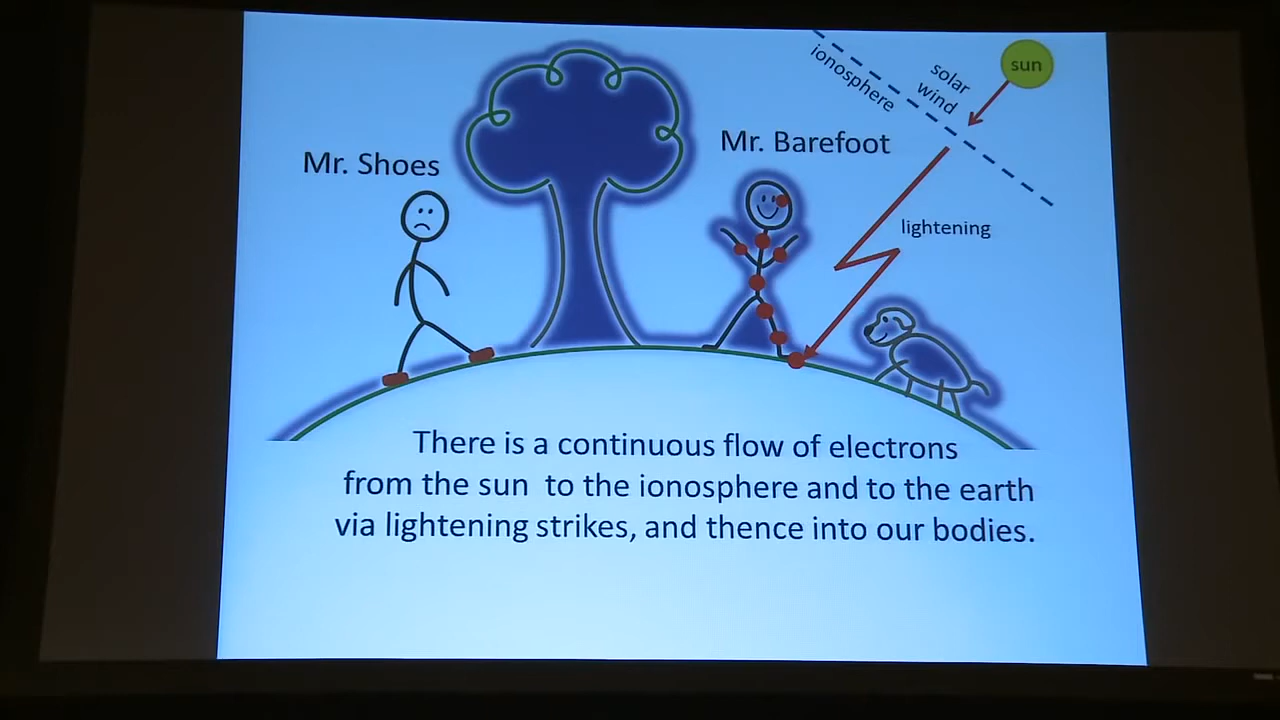 sun
solar
wind
ionosphere
Mr. Shoes
Mr. Barefoot
lightening
There is a continuous flow of electrons
from the sun to the ionosphere and to the earth
via lightening strikes, and thence into our bodies.